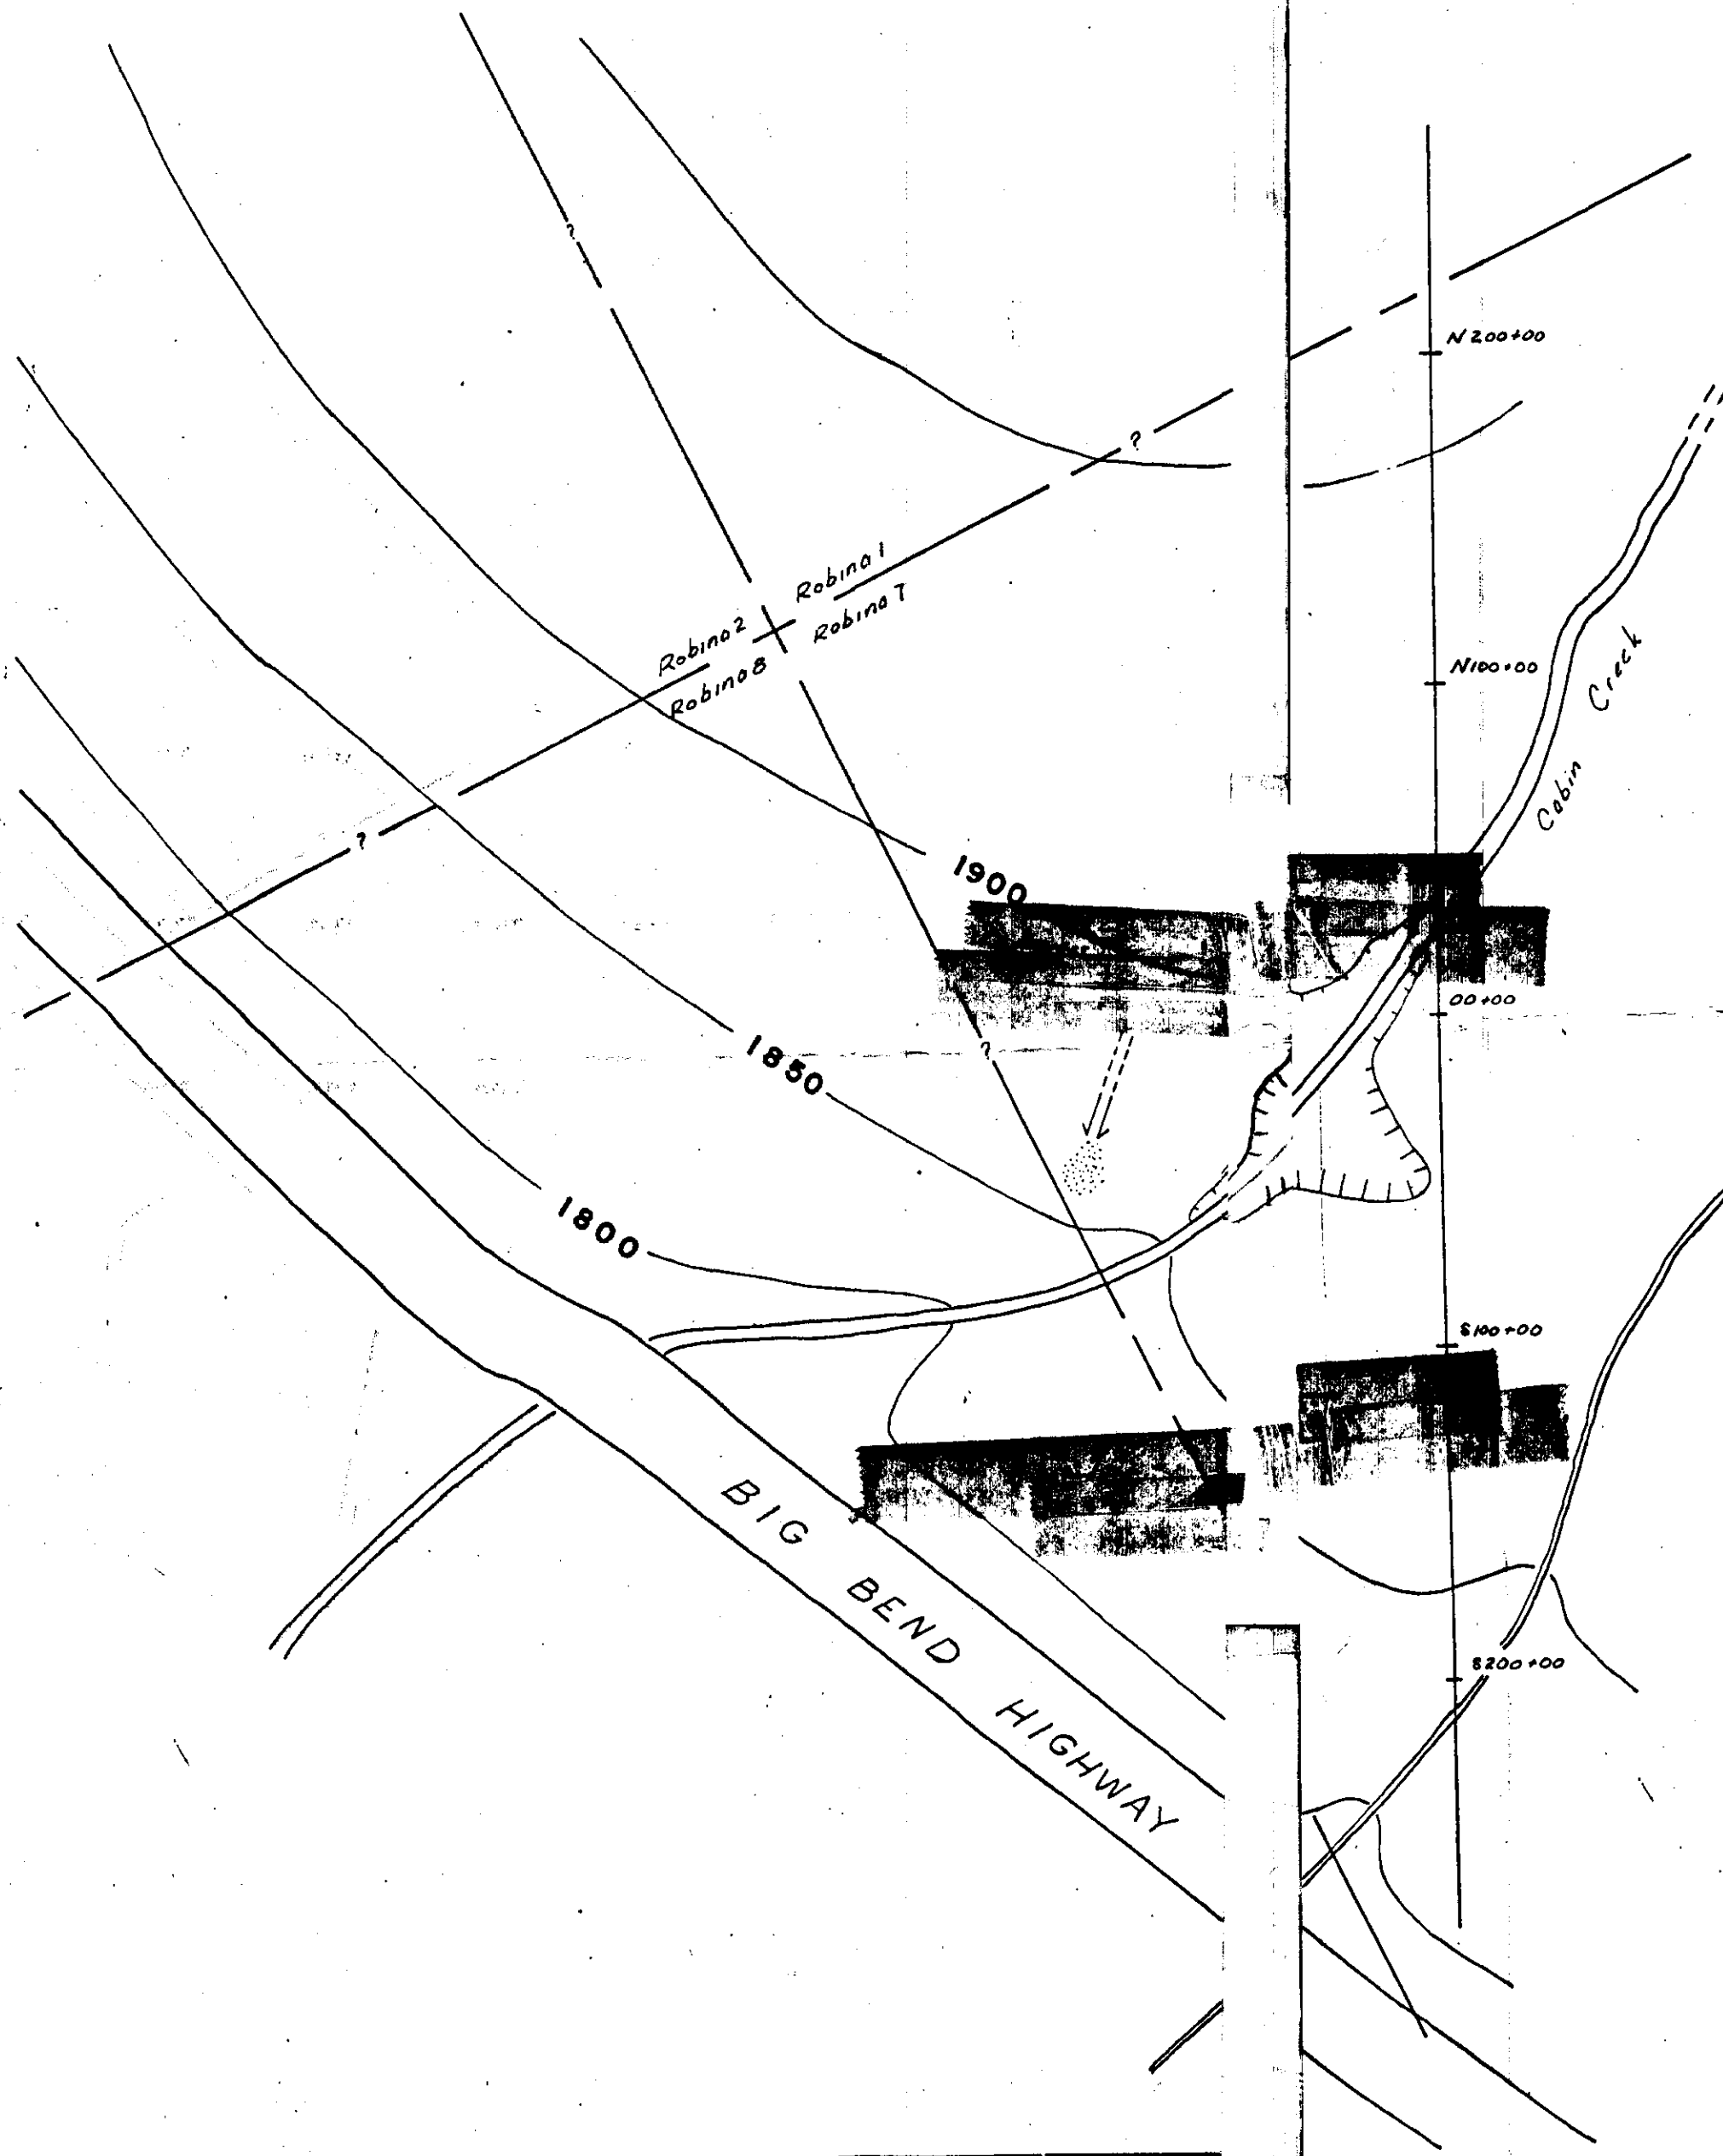 ?
N 200+00
?
Robina 1
Robina 2
Robina 7
Robina 8
N100+00
Cabin Creek
?
1900
00+00
?
1850
1800
S100+00
BIG BEND HIGHWAY
S200+00